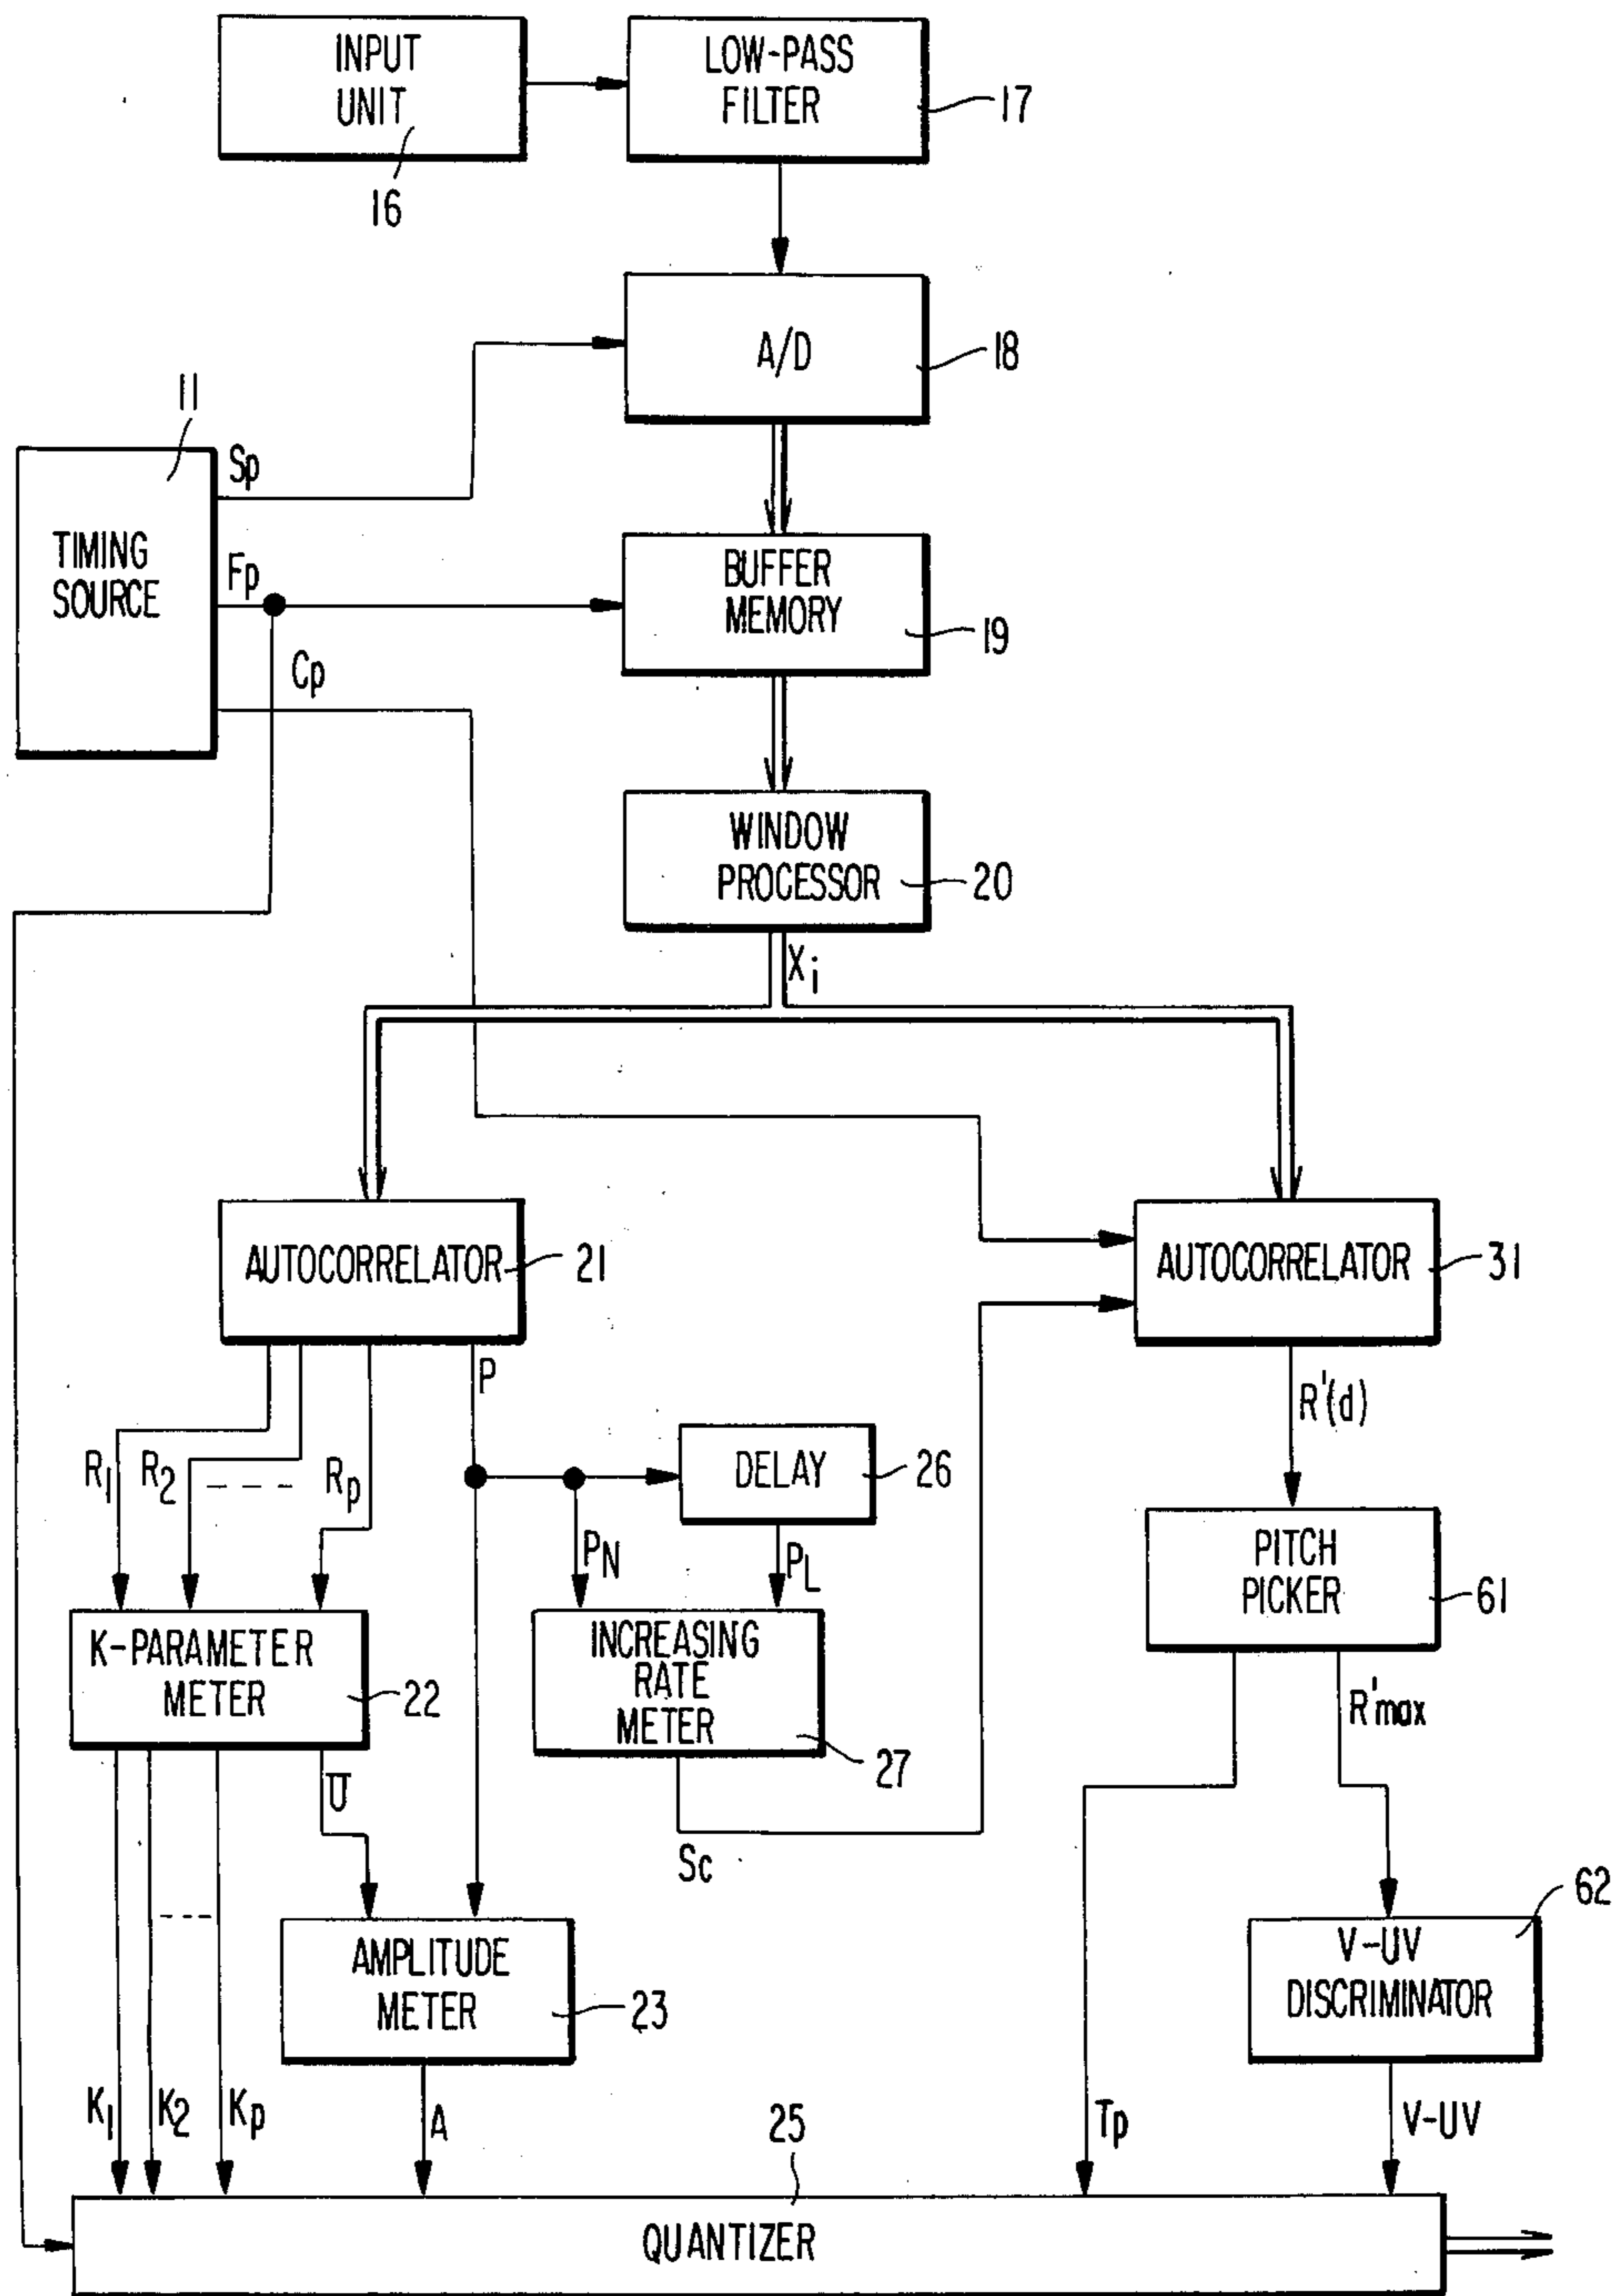 INPUT
UNIT
16
LOW-PASS
FILTER
17
A/D
18
11
TIMING
SOURCE
Sp
Fp
Cp
BUFFER
MEMORY
19
WINDOW
PROCESSOR
20
Xi
AUTOCORRELATOR
21
AUTOCORRELATOR
31
P
R'(d)
R1
R2
Rp
DELAY
26
PN
PL
PITCH
PICKER
61
K-PARAMETER
METER
22
INCREASING
RATE
METER
27
R'max
U̅
Sc
AMPLITUDE
METER
23
62
V-UV
DISCRIMINATOR
K1
K2
Kp
A
25
Tp
V-UV
QUANTIZER